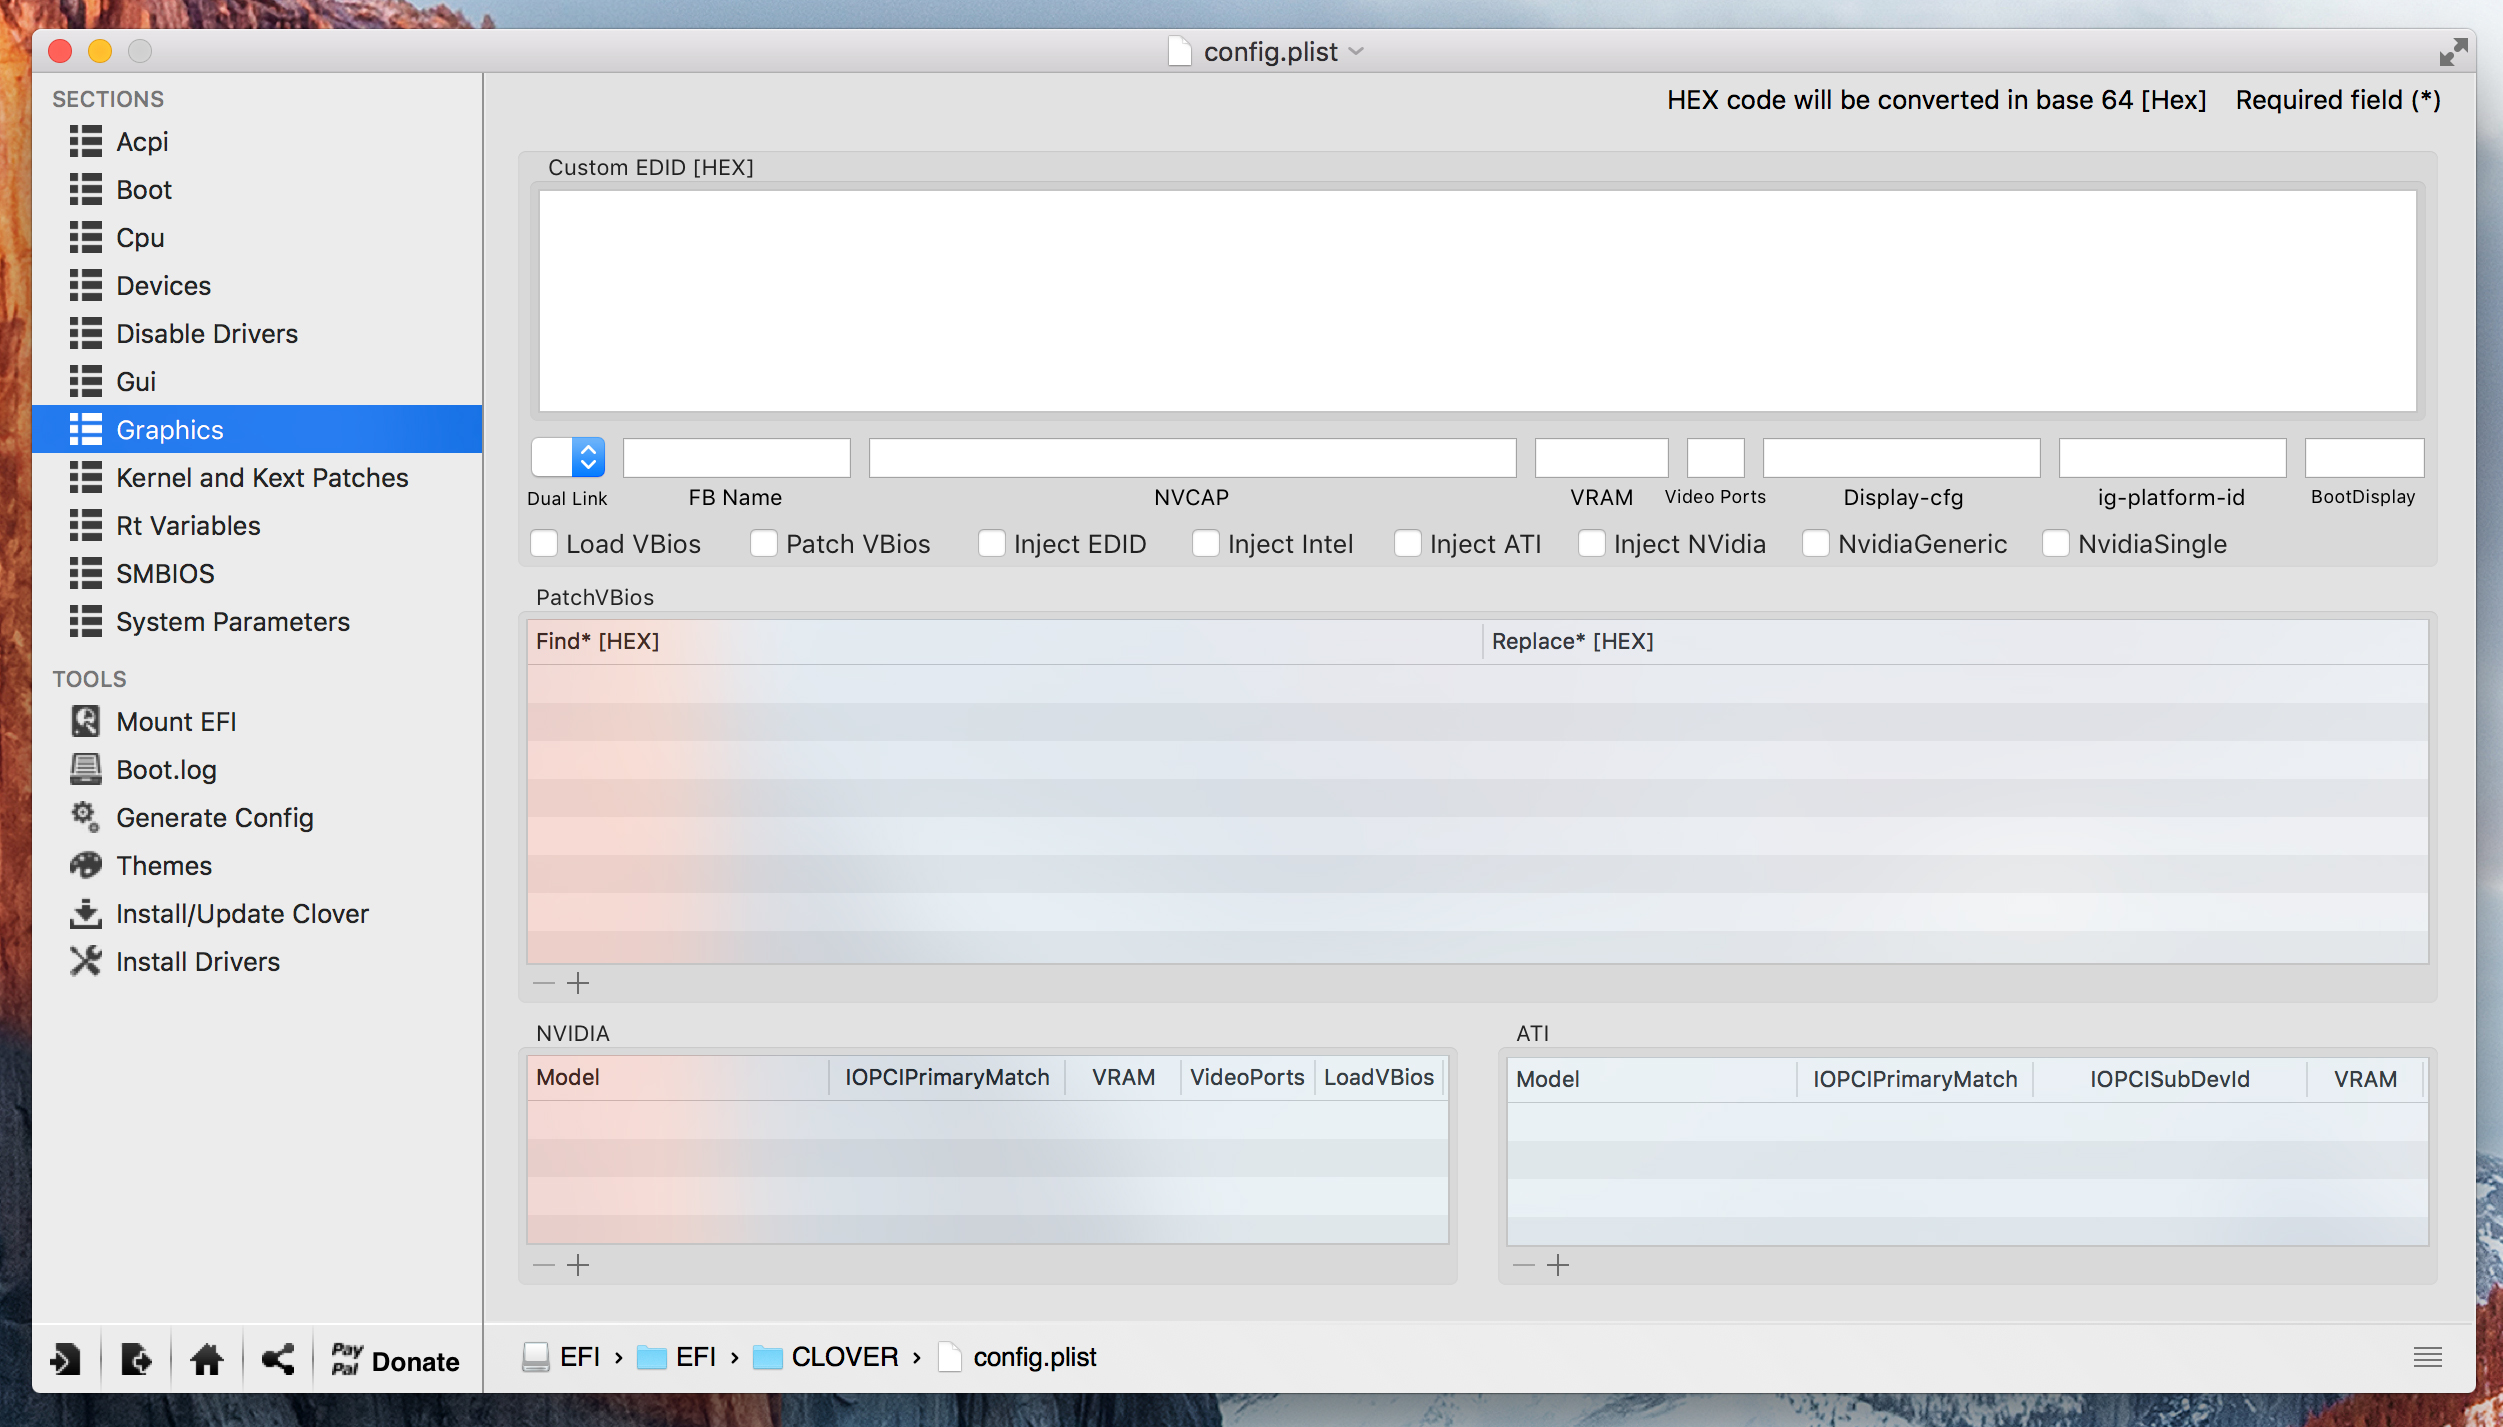 config.plist
SECTIONS
Acpi
Boot
Cpu
Devices
Disable Drivers
Gui
Graphics
Kernel and Kext Patches
Rt Variables
SMBIOS
System Parameters
TOOLS
Mount EFI
Boot.log
Generate Config
Themes
Install/Update Clover
Install Drivers
Pay
Pal
Donate
HEX code will be converted in base 64 [Hex] Required field (*)
Custom EDID [HEX]
Dual Link FB Name NVCAP VRAM Video Ports Display-cfg ig-platform-id BootDisplay
Load VBios Patch VBios Inject EDID Inject Intel Inject ATI Inject NVidia NvidiaGeneric NvidiaSingle
PatchVBios
Find* [HEX] Replace* [HEX]
NVIDIA
Model IOPCIPrimaryMatch VRAM VideoPorts LoadVBios
ATI
Model IOPCIPrimaryMatch IOPCISubDevId VRAM
EFI › EFI › CLOVER › config.plist